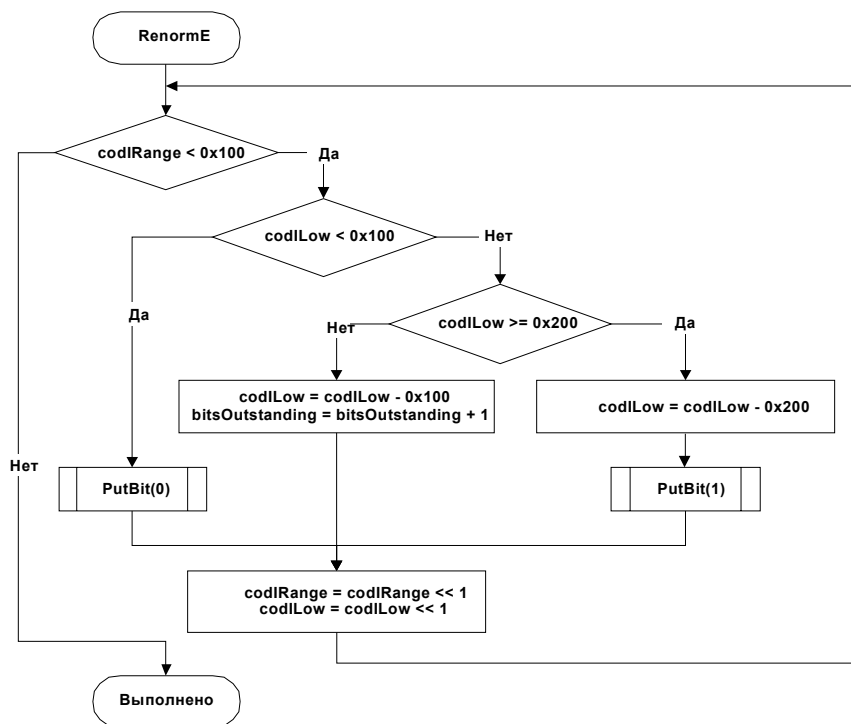 RenormE
codIRange < 0x100
Да
codILow < 0x100
Нет
Да
codILow >= 0x200
Нет
Да
codILow = codILow - 0x100
bitsOutstanding = bitsOutstanding + 1
codILow = codILow - 0x200
Нет
PutBit(0)
PutBit(1)
codIRange = codIRange << 1
codILow = codILow << 1
Выполнено